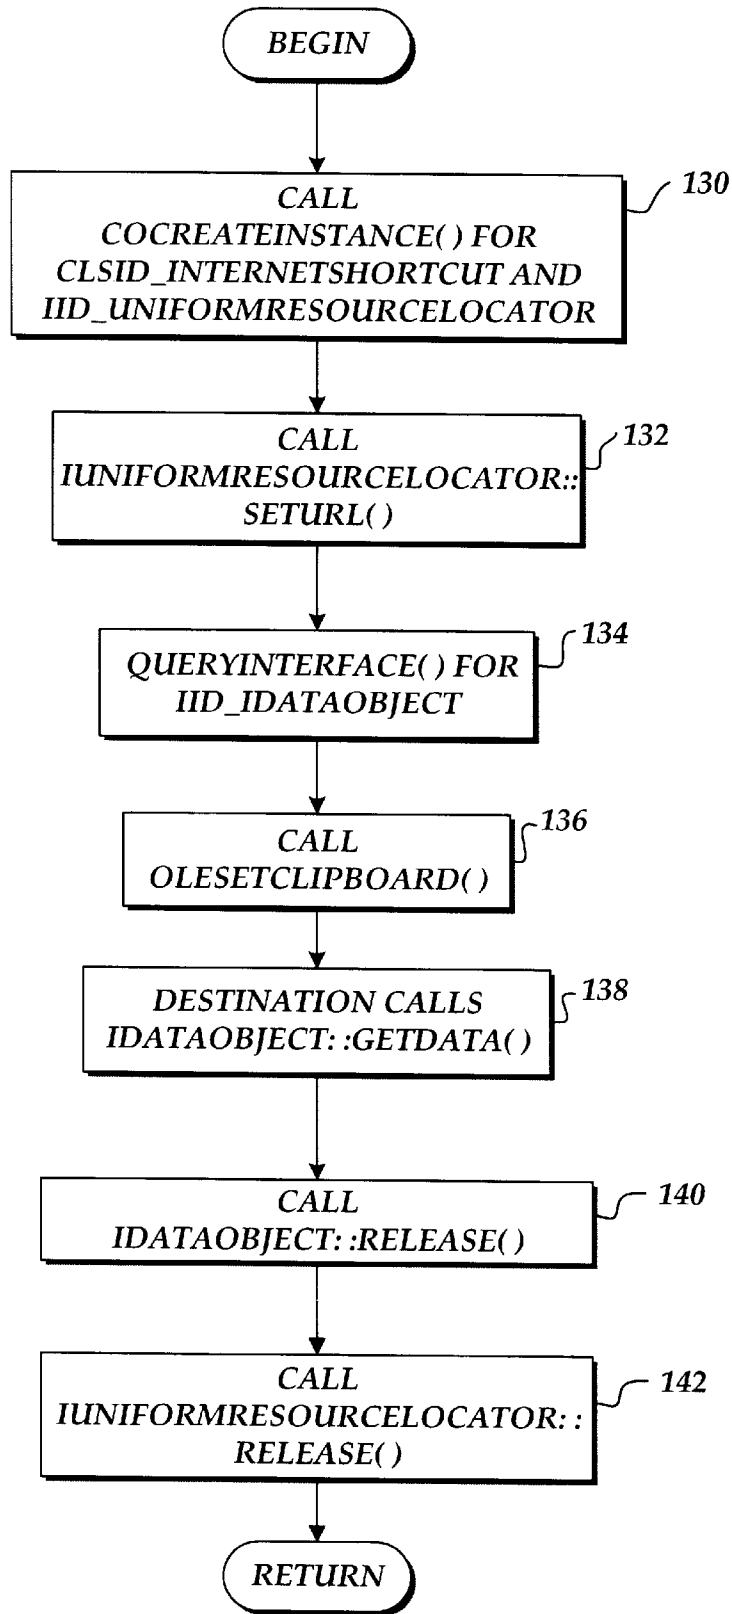 BEGIN
CALL
COCREATEINSTANCE( ) FOR
CLSID_INTERNETSHORTCUT AND
IID_UNIFORMRESOURCELOCATOR
130
CALL
IUNIFORMRESOURCELOCATOR::
SETURL( )
132
QUERYINTERFACE( ) FOR
IID_IDATAOBJECT
134
CALL
OLESETCLIPBOARD( )
136
DESTINATION CALLS
IDATAOBJECT: :GETDATA( )
138
CALL
IDATAOBJECT: :RELEASE( )
140
CALL
IUNIFORMRESOURCELOCATOR: :
RELEASE( )
142
RETURN